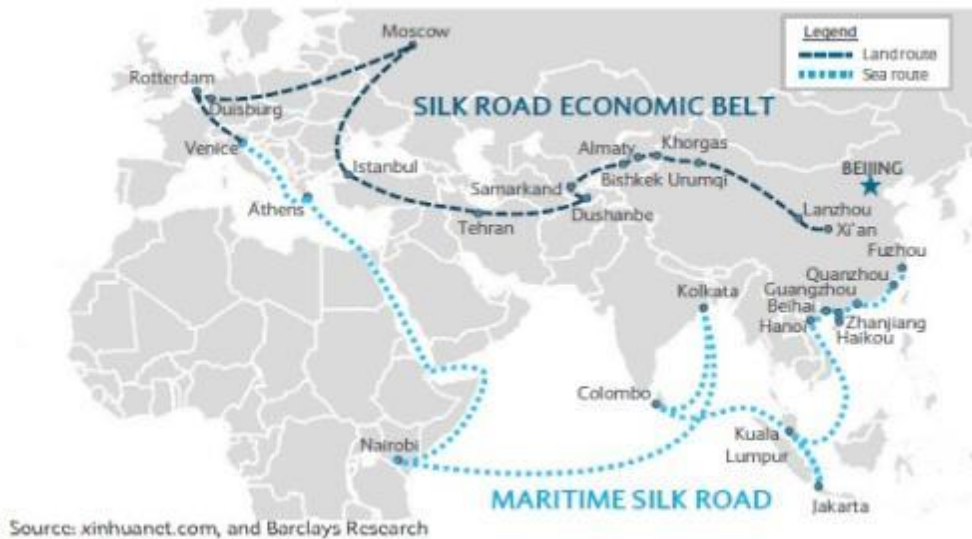 Moscow
Legend
Land route
Sea route
Rotterdam
Duisburg
SILK ROAD ECONOMIC BELT
Venice
Almaty
Khorgas
Istanbul
Bishkek Urumqi
BEIJING
Samarkand
Athens
Dushanbe
Lanzhou
Tehran
Xi'an
Fuzhou
Quanzhou
Kolkata
Guangzhou
Beihai
Hanoi
Zhanjiang
Haikou
Colombo
Nairobi
Kuala
Lumpur
MARITIME SILK ROAD
Jakarta
Source: xinhuanet.com, and Barclays Research